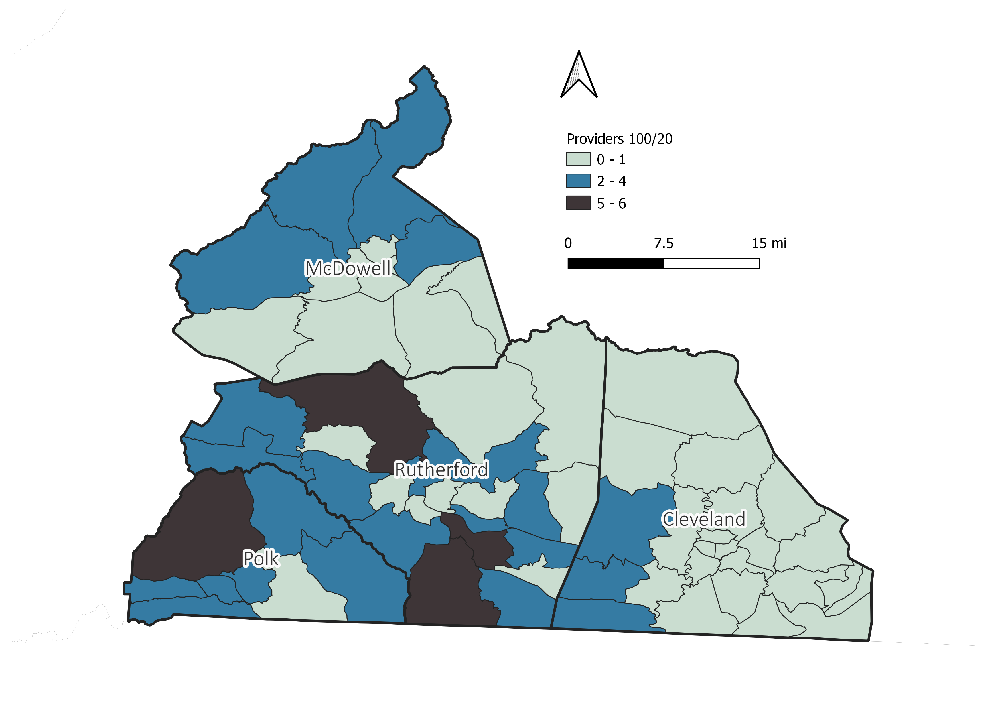 Providers 100/20
0 - 1
2 - 4
5 - 6
0 7.5 15 mi
McDowell
Rutherford
Cleveland
Polk